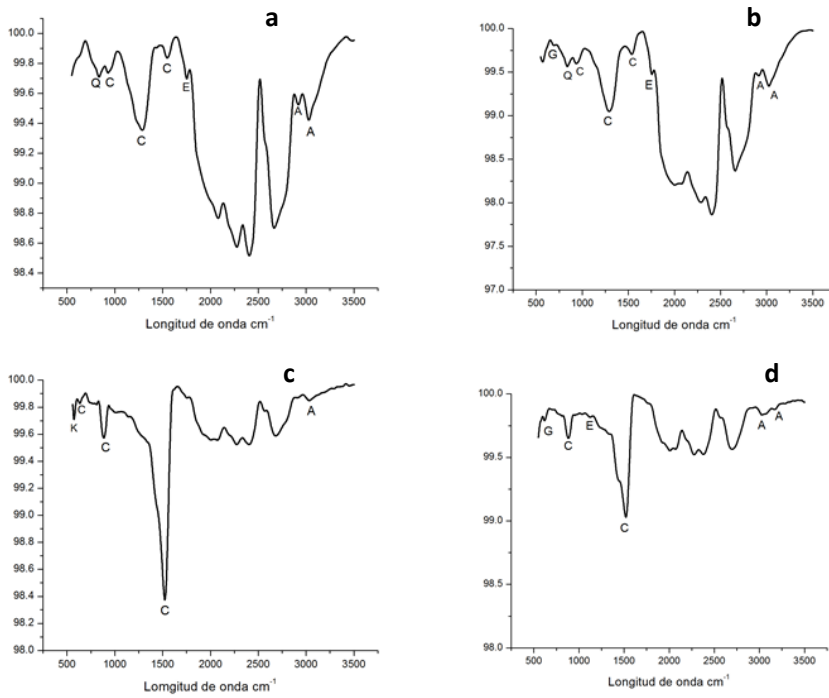 a
100.0
99.8
99.6
99.4
99.2
99.0
98.8
98.6
98.4
Q
C
C
C
E
A
A
500
1000
1500
2000
2500
3000
3500
Longitud de onda cm⁻¹
b
100.0
99.5
99.0
98.5
98.0
97.5
97.0
G
Q
C
C
C
E
A
A
500
1000
1500
2000
2500
3000
3500
Longitud de onda cm⁻¹
c
100.0
99.8
99.6
99.4
99.2
99.0
98.8
98.6
98.4
98.2
98.0
K
C
C
C
A
500
1000
1500
2000
2500
3000
3500
Lomgitud de onda cm⁻¹
d
100.0
99.5
99.0
98.5
98.0
G
C
E
C
A
A
500
1000
1500
2000
2500
3000
3500
Longitud de onda cm⁻¹